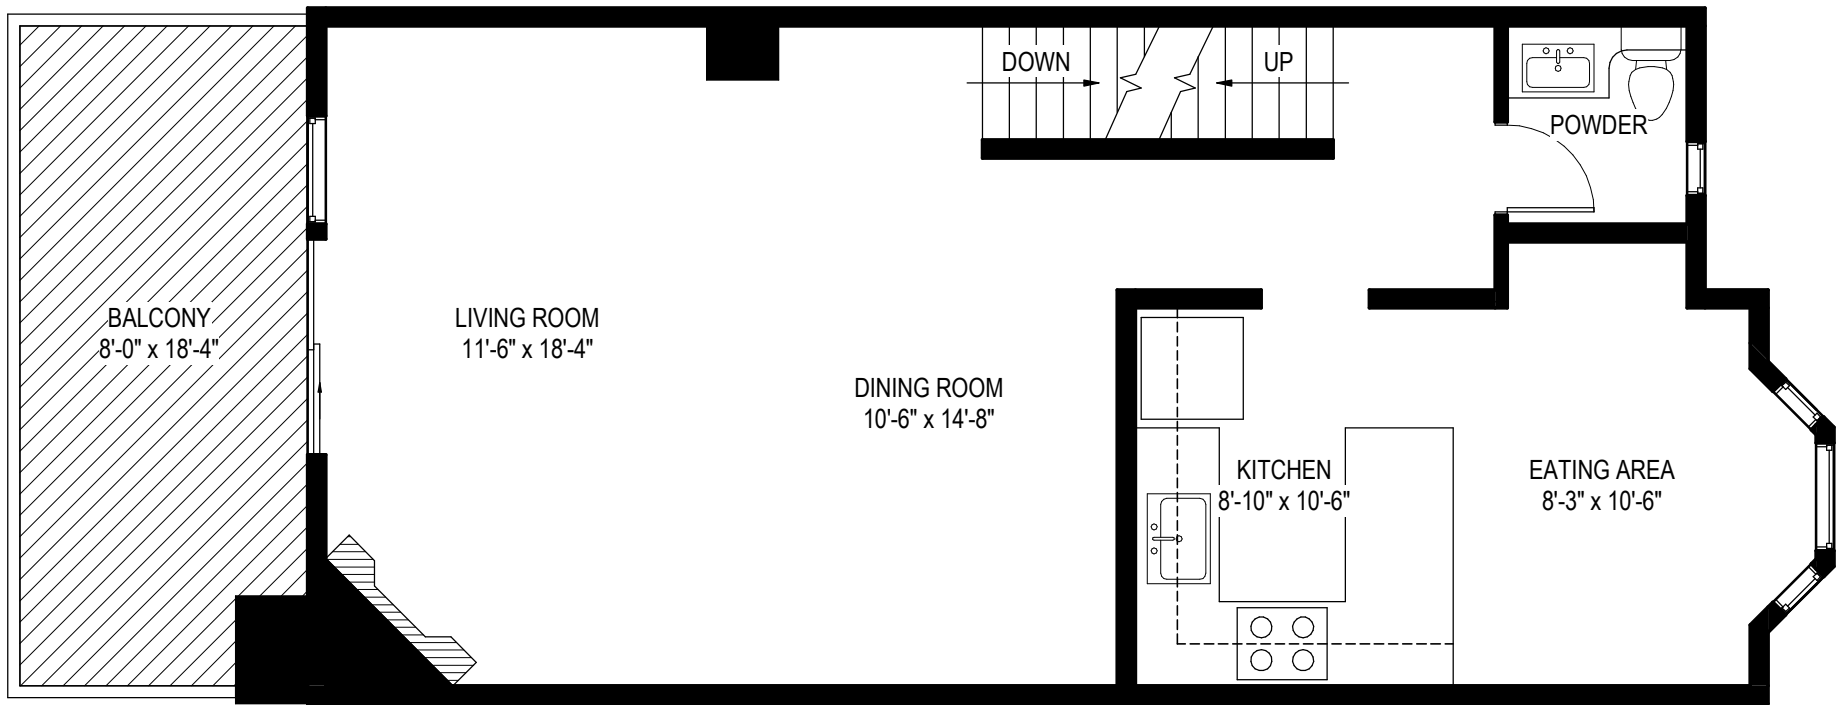 DOWN
UP
POWDER
BALCONY
8'-0" x 18'-4"
LIVING ROOM
11'-6" x 18'-4"
DINING ROOM
10'-6" x 14'-8"
KITCHEN
8'-10" x 10'-6"
EATING AREA
8'-3" x 10'-6"